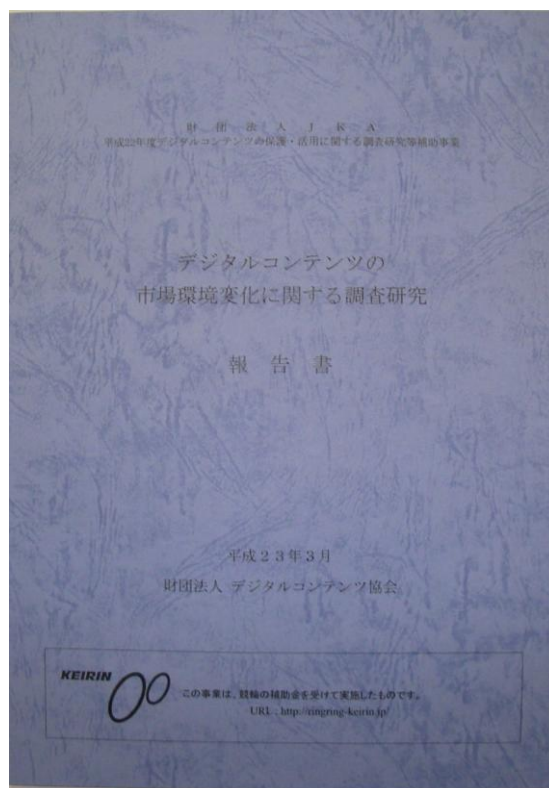 財団法人JKA
平成22年度デジタルコンテンツの保護・活用に関する調査研究等補助事業
デジタルコンテンツの
市場環境変化に関する調査研究
報告書
平成23年3月
財団法人 デジタルコンテンツ協会
KEIRIN
この事業は、競輪の補助金を受けて実施したものです。
URL : http://ringring-keirin.jp/